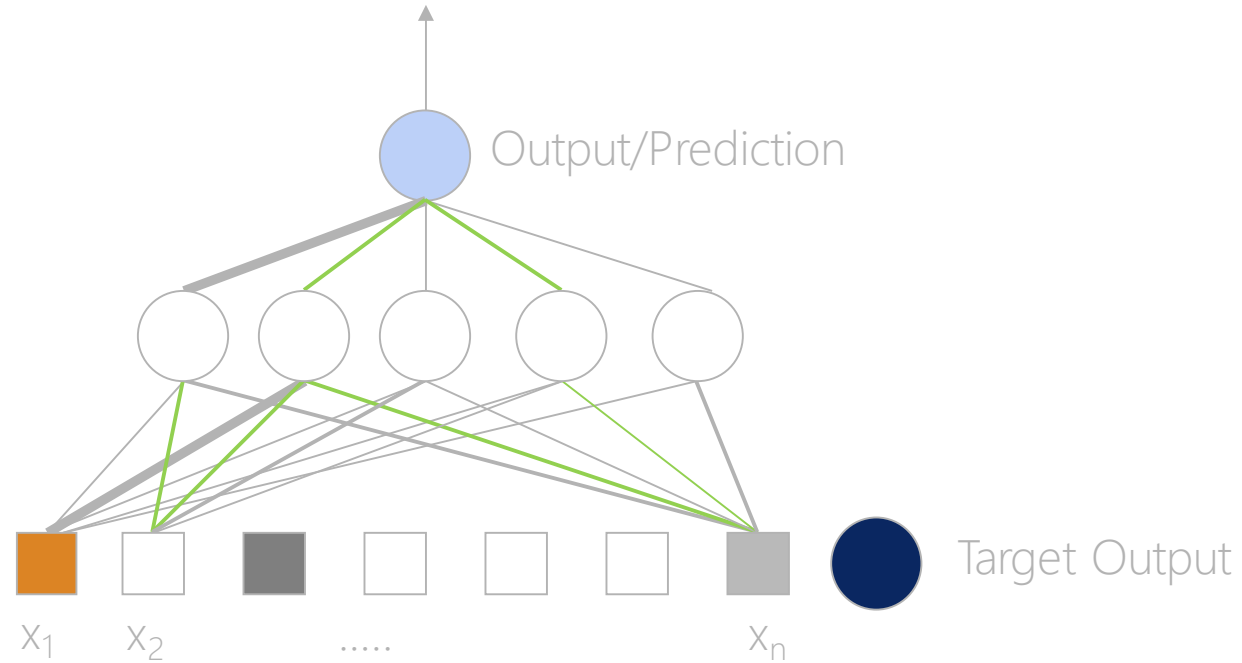 Output/Prediction
Target Output
X1 X2 ..... Xn